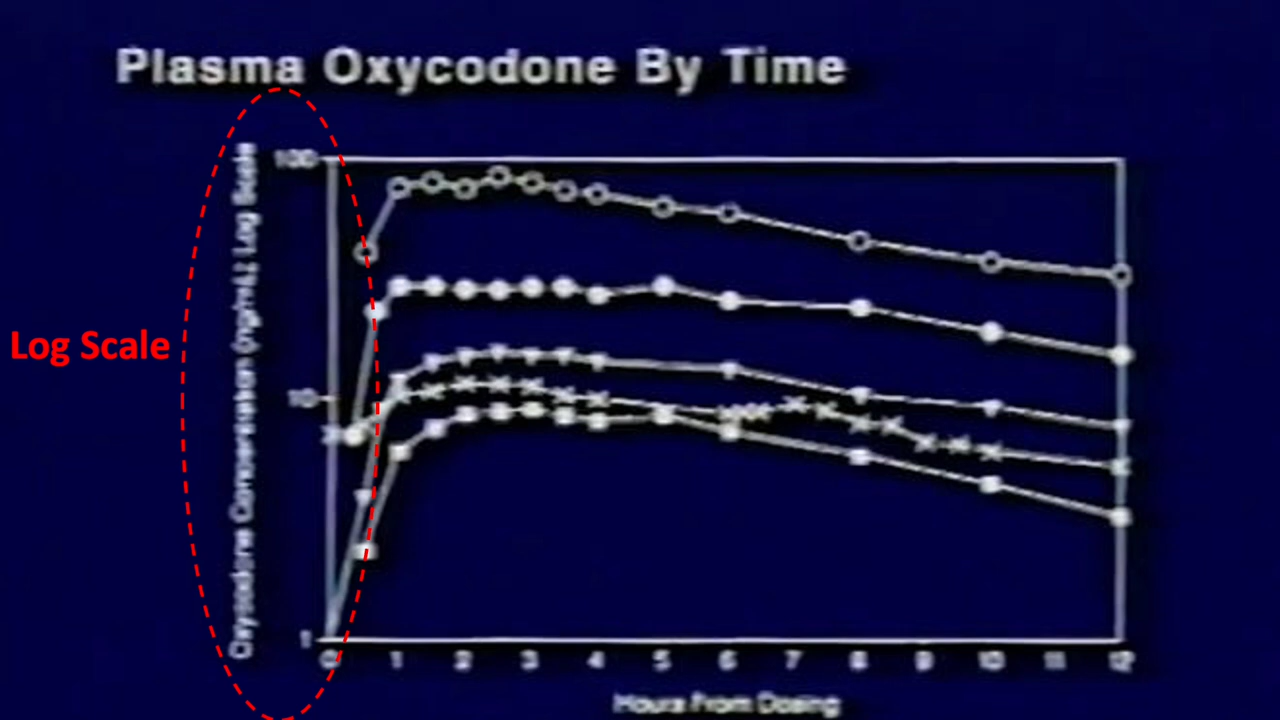 Plasma Oxycodone By Time
Oxycodone Concentration (ng/mL) Log Scale
Log Scale
100
10
1
0 1 2 3 4 5 6 7 8 9 10 11 12
Hours From Dosing